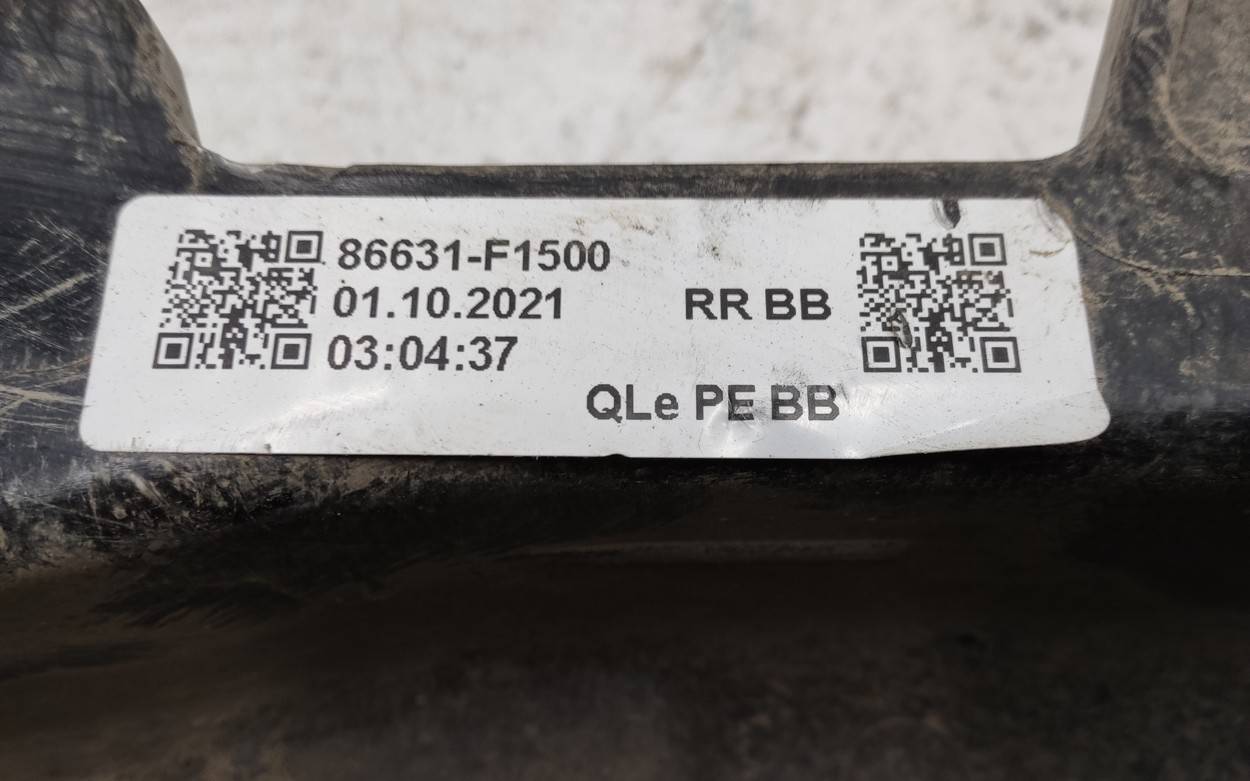 86631-F1500
01.10.2021
RR BB
03:04:37
QLe PE BB